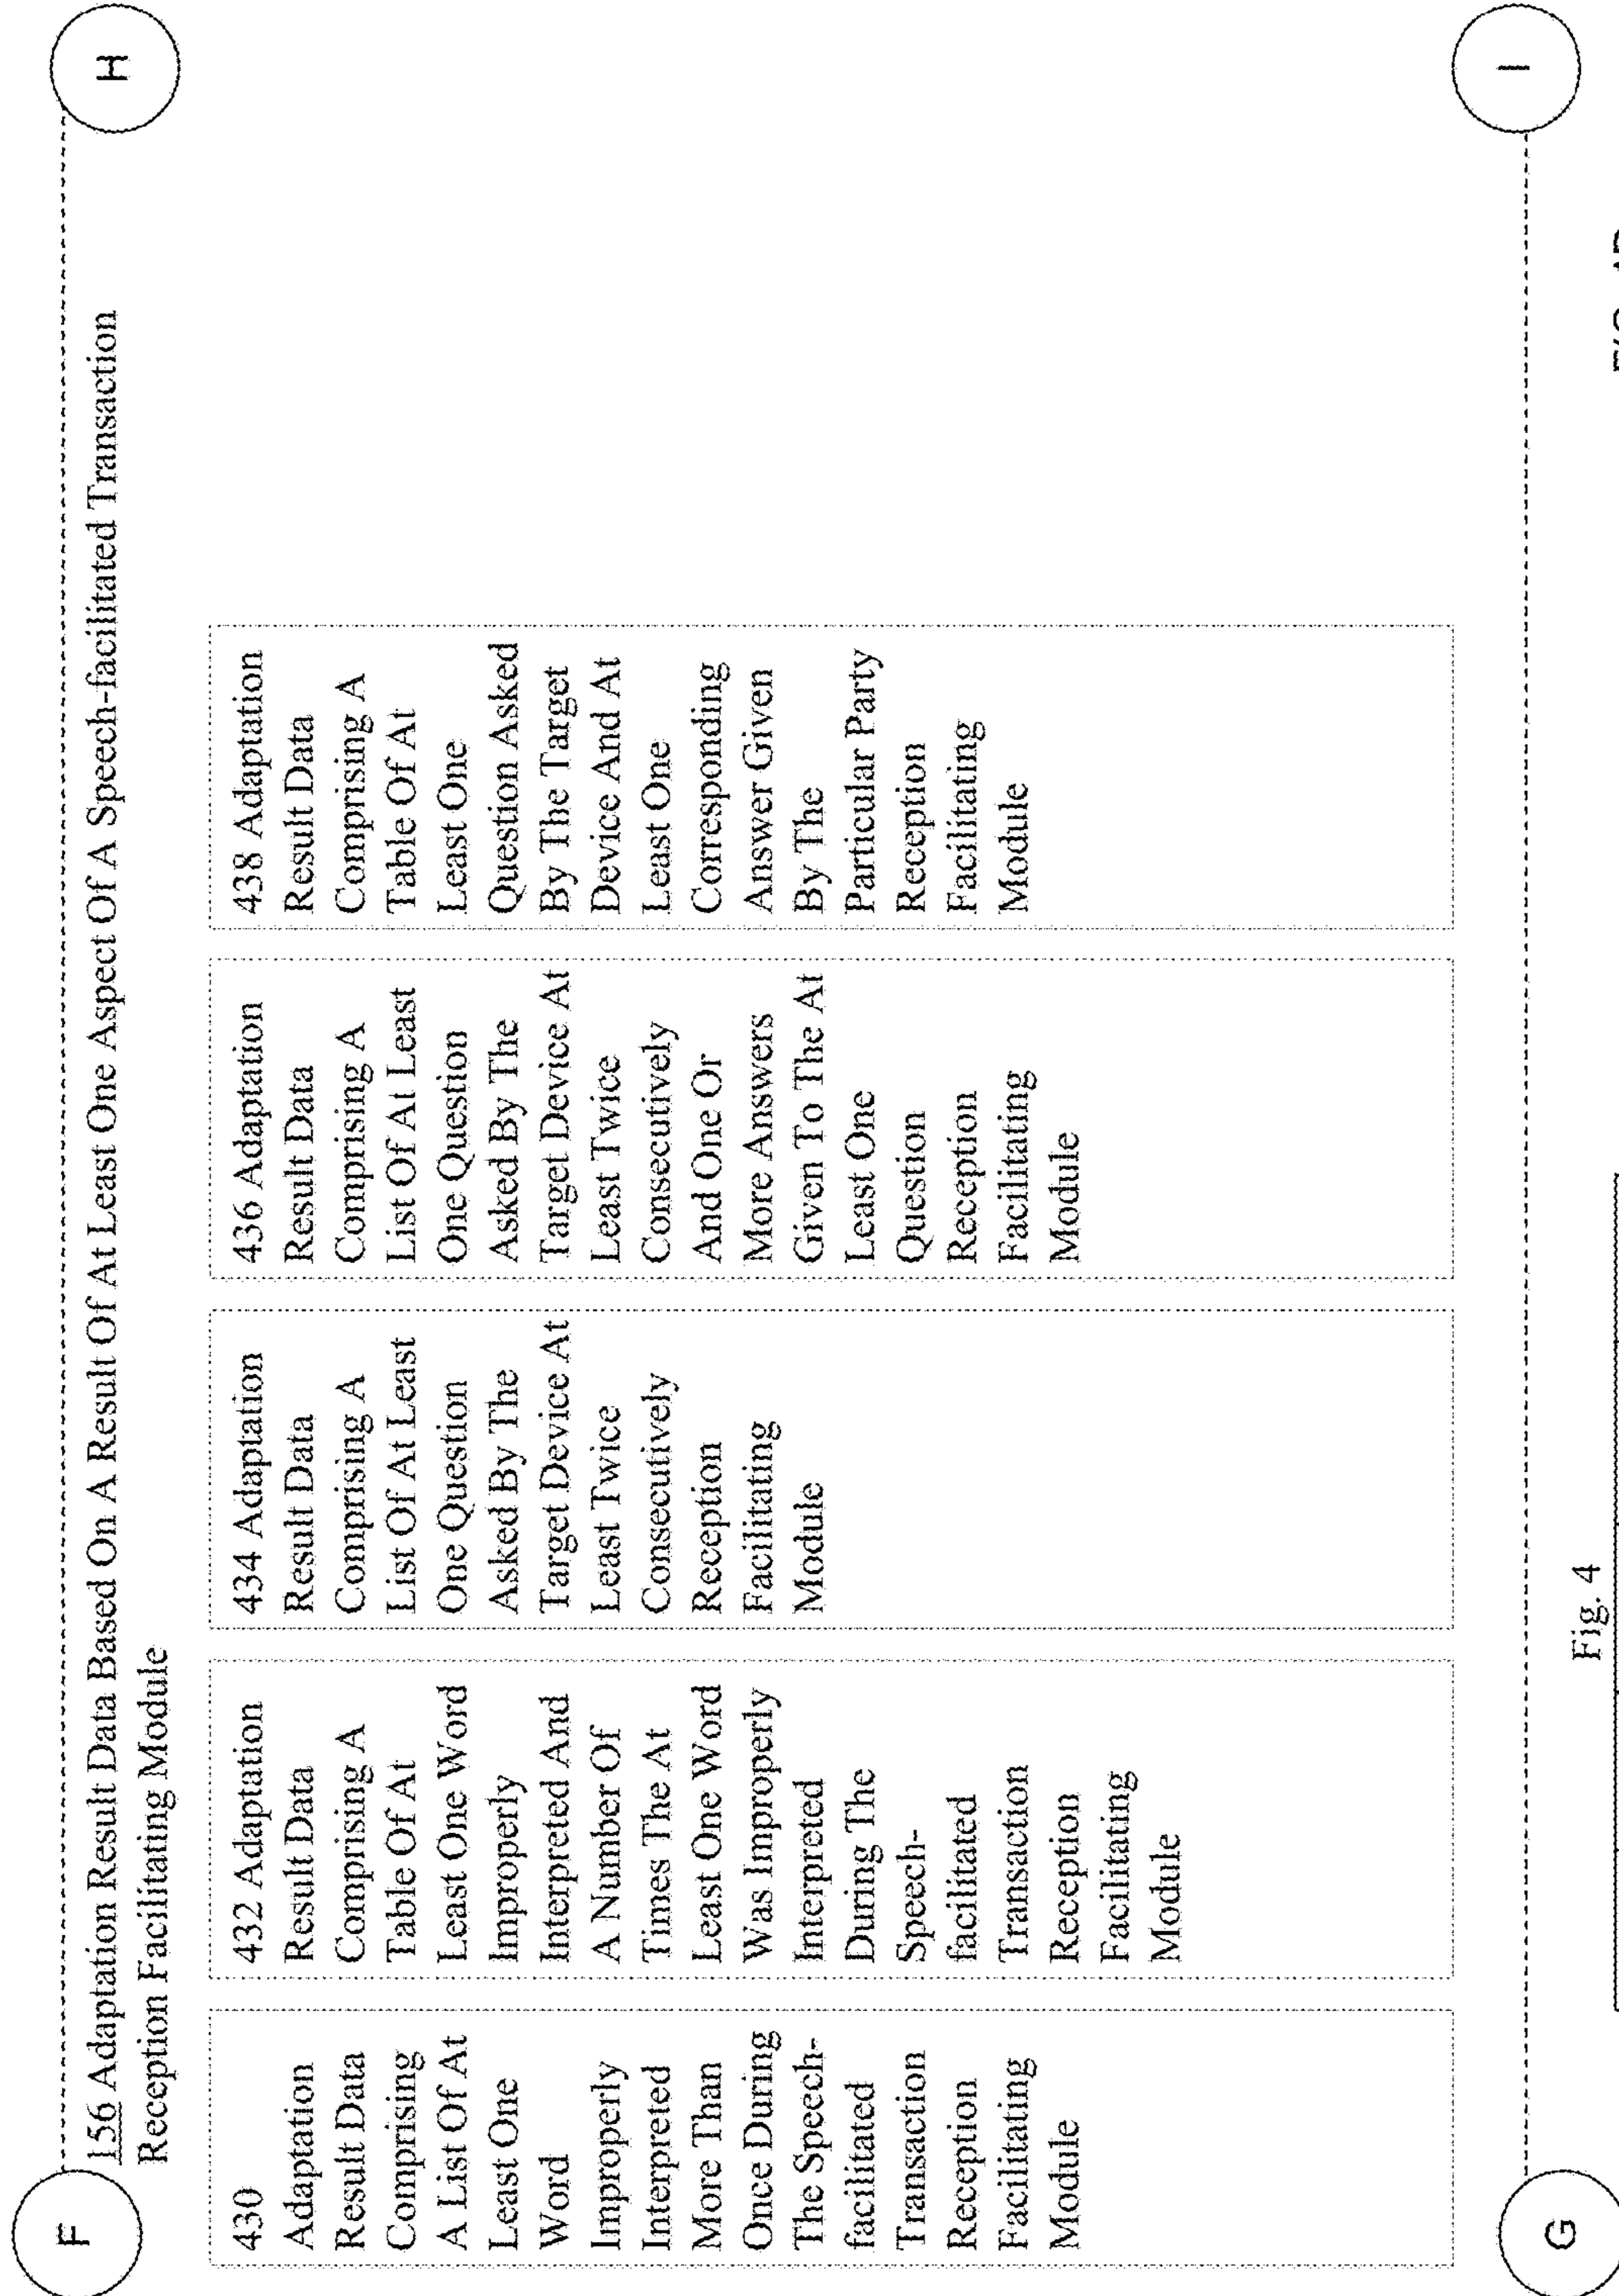 F
H
156 Adaptation Result Data Based On A Result Of At Least One Aspect Of A Speech-facilitated Transaction
Reception Facilitating Module
430
Adaptation
Result Data
Comprising
A List Of At
Least One
Word
Improperly
Interpreted
More Than
Once During
The Speech-
facilitated
Transaction
Reception
Facilitating
Module
432 Adaptation
Result Data
Comprising A
Table Of At
Least One Word
Improperly
Interpreted And
A Number Of
Times The At
Least One Word
Was Improperly
Interpreted
During The
Speech-
facilitated
Transaction
Reception
Facilitating
Module
434 Adaptation
Result Data
Comprising A
List Of At Least
One Question
Asked By The
Target Device At
Least Twice
Consecutively
Reception
Facilitating
Module
436 Adaptation
Result Data
Comprising A
List Of At Least
One Question
Asked By The
Target Device At
Least Twice
Consecutively
And One Or
More Answers
Given To The At
Least One
Question
Reception
Facilitating
Module
438 Adaptation
Result Data
Comprising A
Table Of At
Least One
Question Asked
By The Target
Device And At
Least One
Corresponding
Answer Given
By The
Particular Party
Reception
Facilitating
Module
G
I
Fig. 4